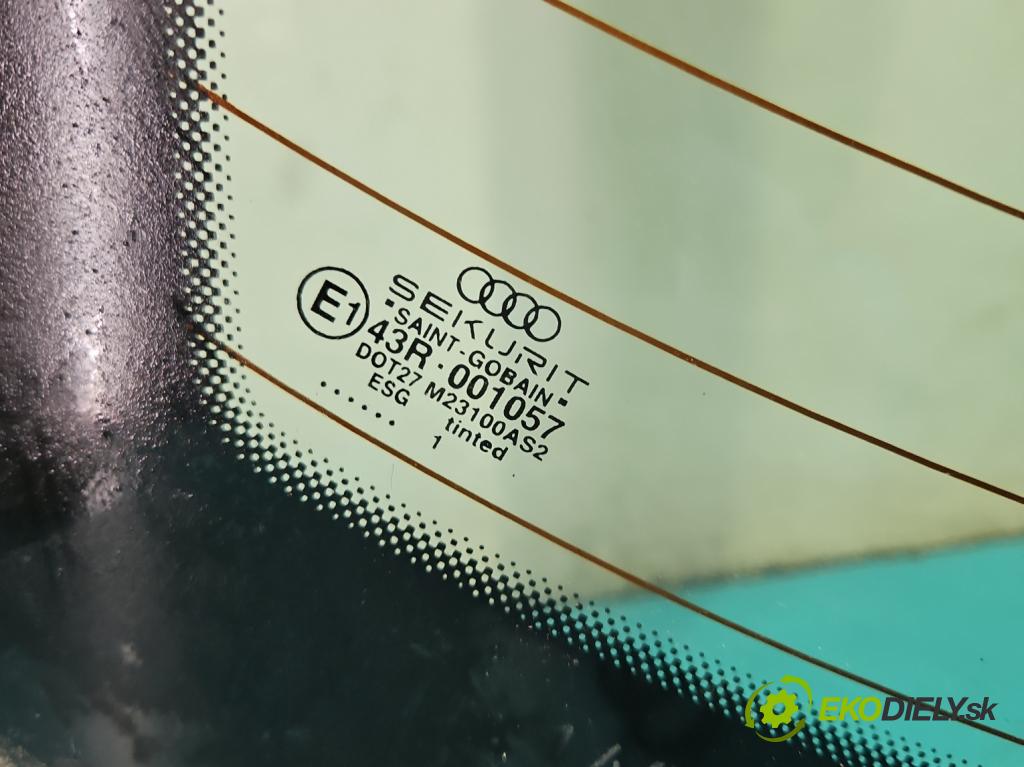 SEKURIT
·SAINT-GOBAIN·
E1
43R-001057
DOT27 M23100AS2
ESG tinted
..... 1
EKODIELY.sk